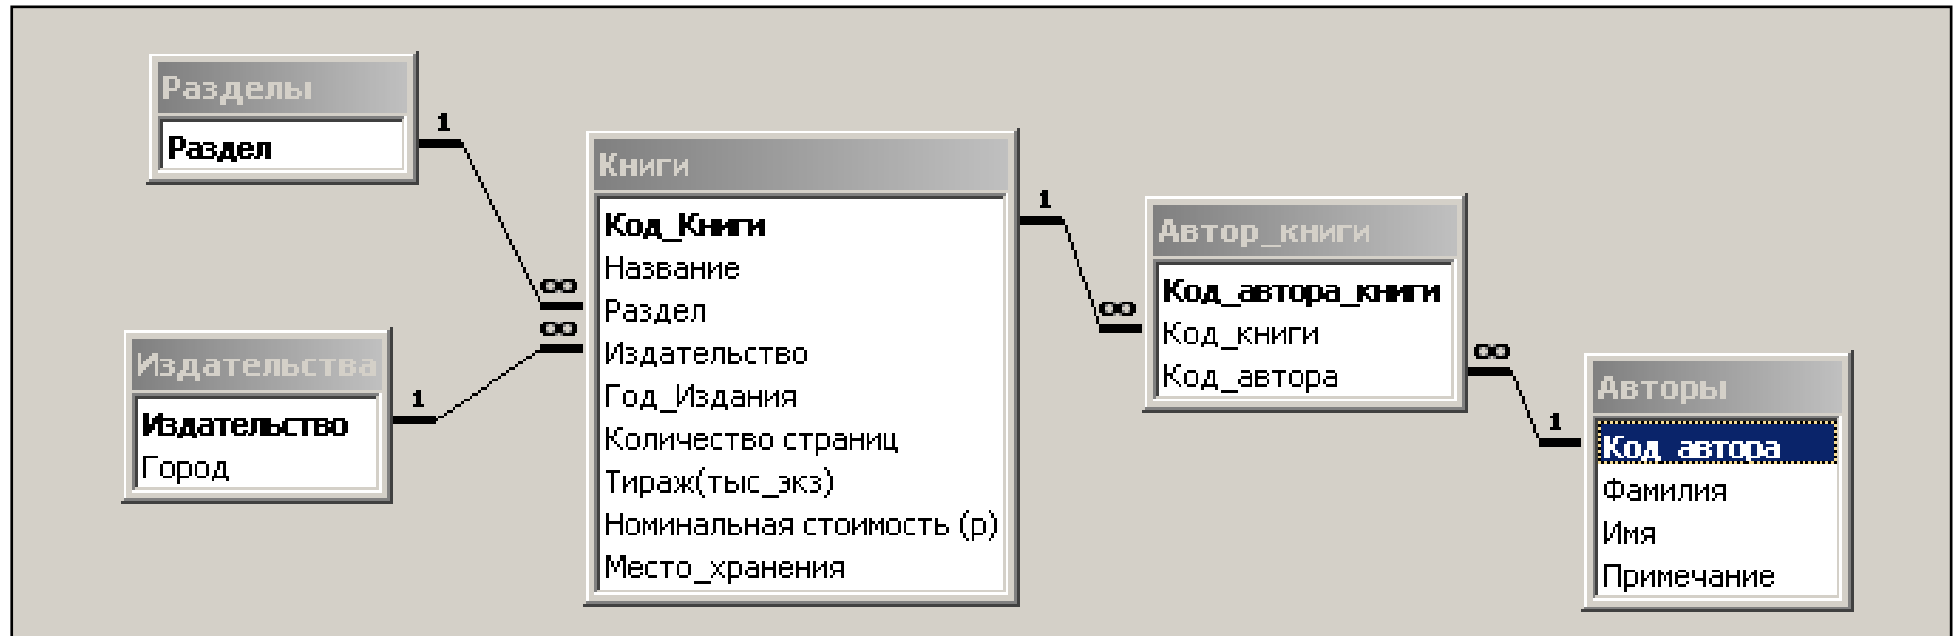 Разделы
Раздел
1
∞
Издательства
Издательство
Город
1
∞
Книги
Код_Книги
Название
Раздел
Издательство
Год_Издания
Количество страниц
Тираж(тыс_экз)
Номинальная стоимость (р)
Место_хранения
1
∞
Автор_книги
Код_автора_книги
Код_книги
Код_автора
∞
1
Авторы
Код_автора
Фамилия
Имя
Примечание